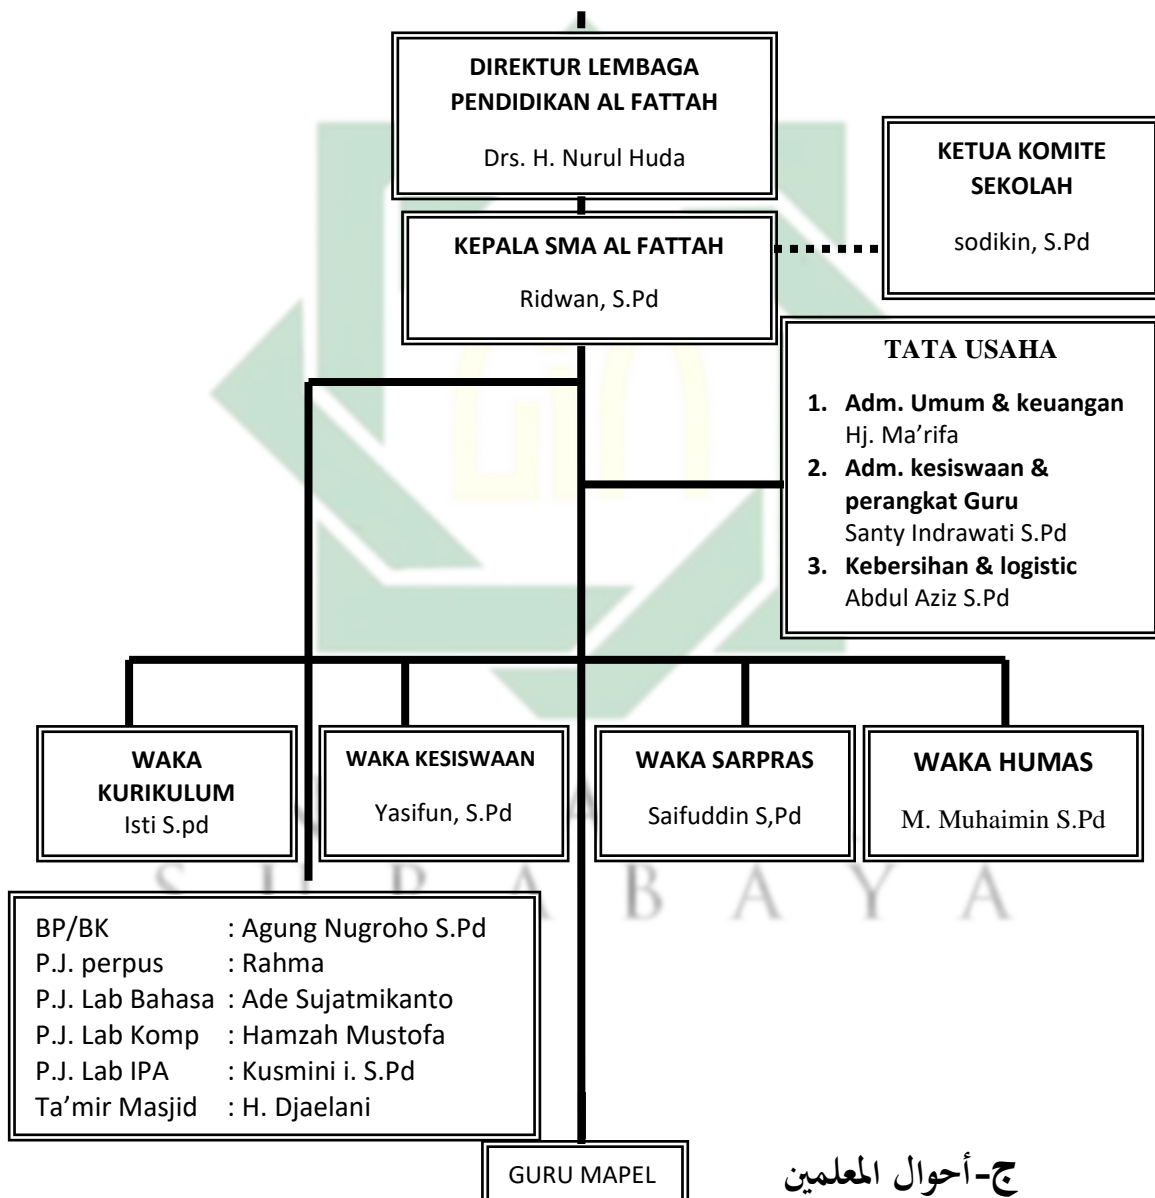 DIREKTUR LEMBAGA
PENDIDIKAN AL FATTAH
Drs. H. Nurul Huda
KETUA KOMITE
SEKOLAH
sodikin, S.Pd
KEPALA SMA AL FATTAH
Ridwan, S.Pd
TATA USAHA
1. Adm. Umum & keuangan
Hj. Ma’rifa
2. Adm. kesiswaan &
perangkat Guru
Santy Indrawati S.Pd
3. Kebersihan & logistic
Abdul Aziz S.Pd
WAKA
KURIKULUM
Isti S.pd
WAKA KESISWAAN
Yasifun, S.Pd
WAKA SARPRAS
Saifuddin S,Pd
WAKA HUMAS
M. Muhaimin S.Pd
SURABAYA
BP/BK : Agung Nugroho S.Pd
P.J. perpus : Rahma
P.J. Lab Bahasa : Ade Sujatmikanto
P.J. Lab Komp : Hamzah Mustofa
P.J. Lab IPA : Kusmini i. S.Pd
Ta’mir Masjid : H. Djaelani
GURU MAPEL
ج-أحوال المعلمين